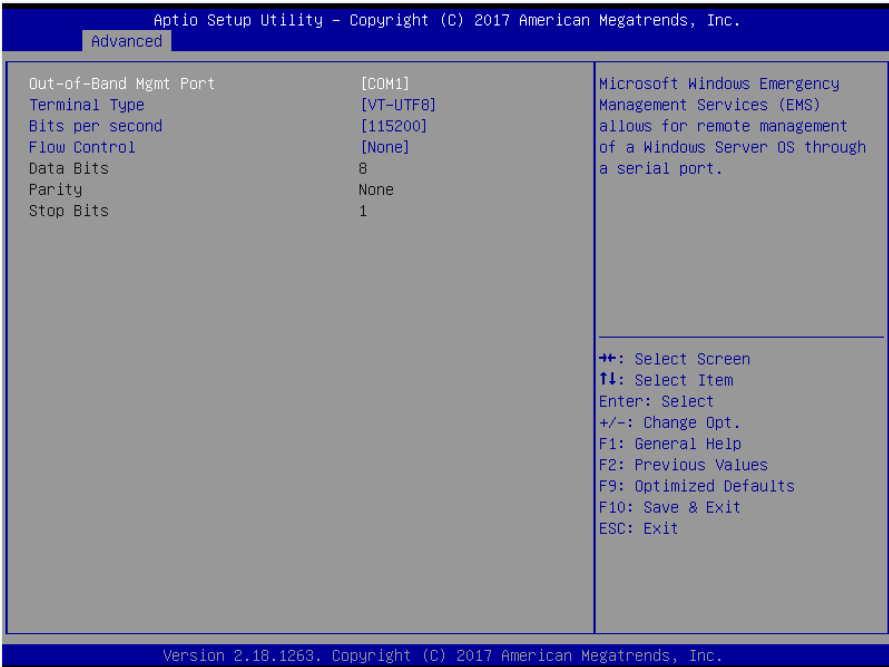 Aptio Setup Utility – Copyright (C) 2017 American Megatrends, Inc.
Advanced
Out-of-Band Mgmt Port [COM1]
Terminal Type [VT-UTF8]
Bits per second [115200]
Flow Control [None]
Data Bits 8
Parity None
Stop Bits 1
Microsoft Windows Emergency
Management Services (EMS)
allows for remote management
of a Windows Server OS through
a serial port.
→←: Select Screen
↑↓: Select Item
Enter: Select
+/-: Change Opt.
F1: General Help
F2: Previous Values
F9: Optimized Defaults
F10: Save & Exit
ESC: Exit
Version 2.18.1263. Copyright (C) 2017 American Megatrends, Inc.